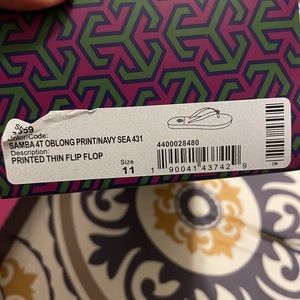 Color/Code:
SAMBA 4T OBLONG PRINT/NAVY SEA 431
Description:
PRINTED THIN FLIP FLOP
Size
11
4400028480
1 90041 43742 9
CN